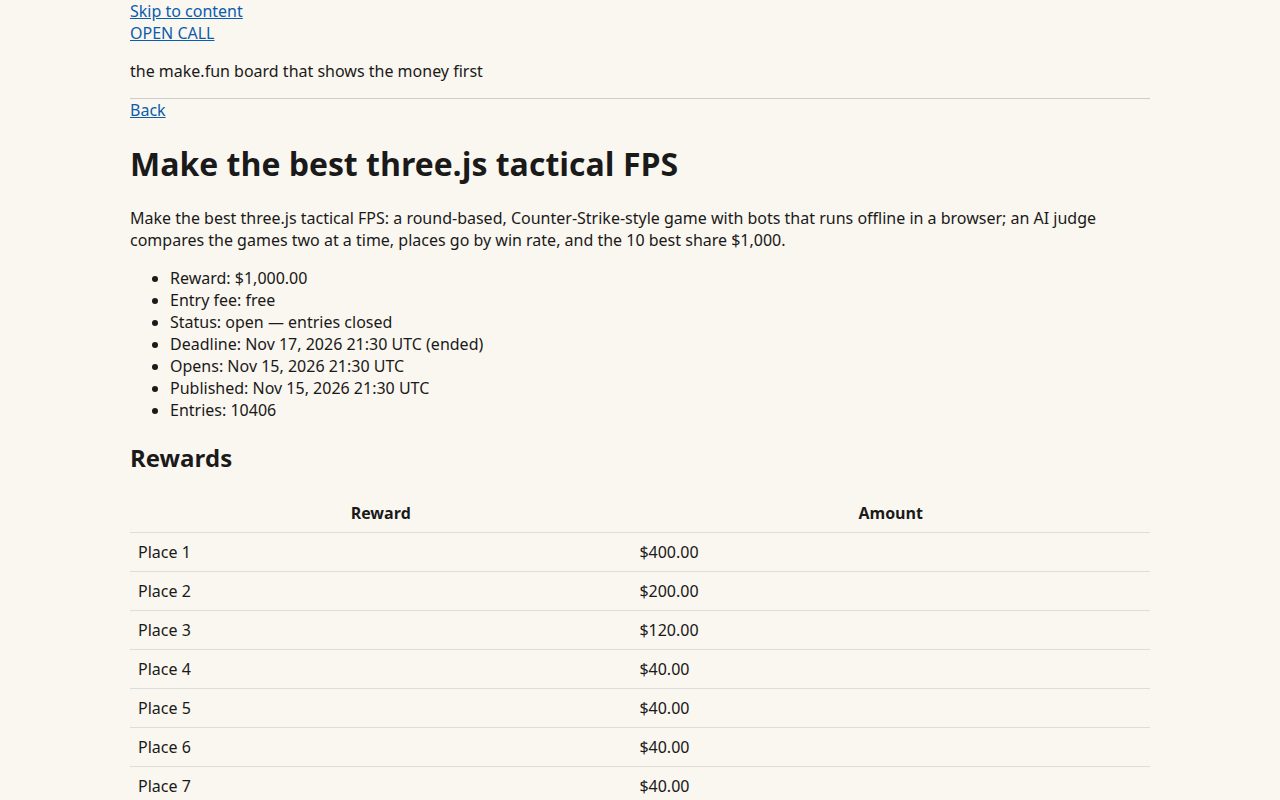 Skip to content
OPEN CALL
the make.fun board that shows the money first
Back
Make the best three.js tactical FPS
Make the best three.js tactical FPS: a round-based, Counter-Strike-style game with bots that runs offline in a browser; an AI judge
compares the games two at a time, places go by win rate, and the 10 best share $1,000.
Reward: $1,000.00
Entry fee: free
Status: open — entries closed
Deadline: Nov 17, 2026 21:30 UTC (ended)
Opens: Nov 15, 2026 21:30 UTC
Published: Nov 15, 2026 21:30 UTC
Entries: 10406
Rewards
Reward Amount
Place 1 $400.00
Place 2 $200.00
Place 3 $120.00
Place 4 $40.00
Place 5 $40.00
Place 6 $40.00
Place 7 $40.00